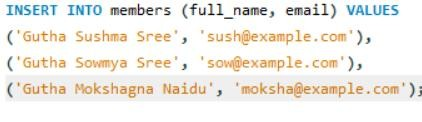 INSERT INTO members (full_name, email) VALUES
('Gutha Sushma Sree', 'sush@example.com'),
('Gutha Sowmya Sree', 'sow@example.com'),
('Gutha Mokshagna Naidu', 'moksha@example.com');